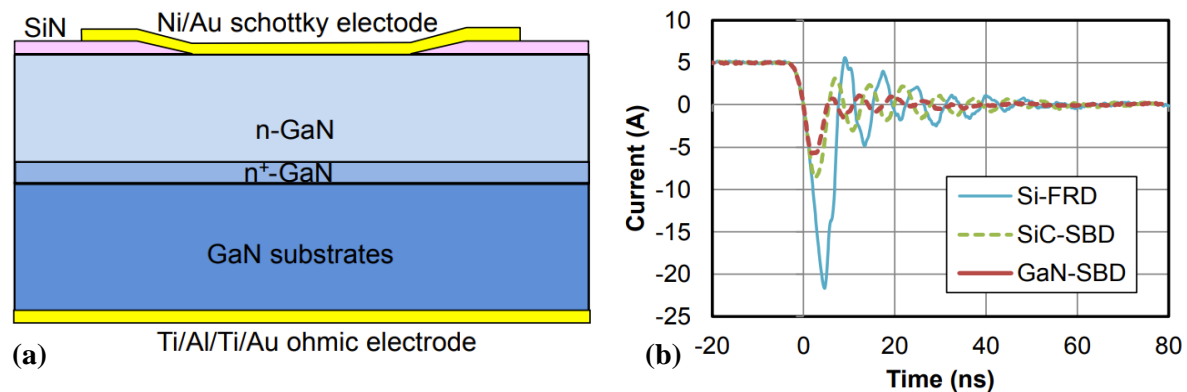 SiN
Ni/Au schottky electode
n-GaN
n+-GaN
GaN substrates
Ti/Al/Ti/Au ohmic electrode
(a)
10
5
0
-5
-10
-15
-20
-25
Current (A)
-20
0
20
40
60
80
Time (ns)
Si-FRD
SiC-SBD
GaN-SBD
(b)